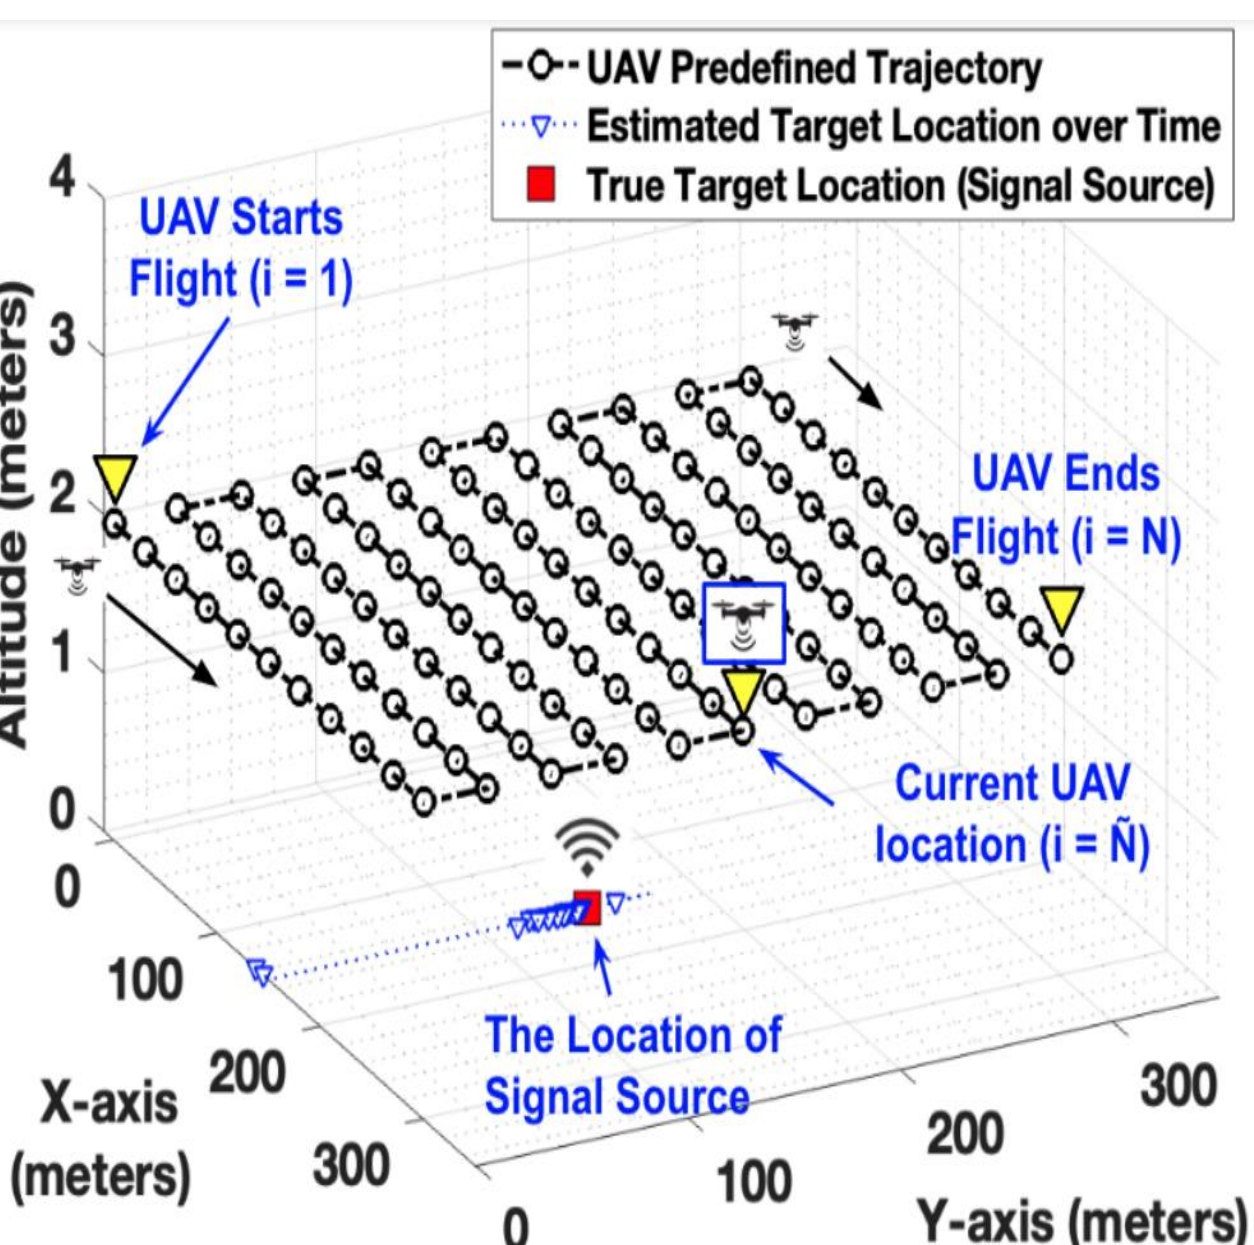 UAV Predefined Trajectory
Estimated Target Location over Time
True Target Location (Signal Source)
4
3
2
1
0
Altitude (meters)
UAV Starts
Flight (i = 1)
UAV Ends
Flight (i = N)
Current UAV
location (i = Ñ)
The Location of
Signal Source
0
100
200
300
X-axis
(meters)
0
100
200
300
Y-axis (meters)